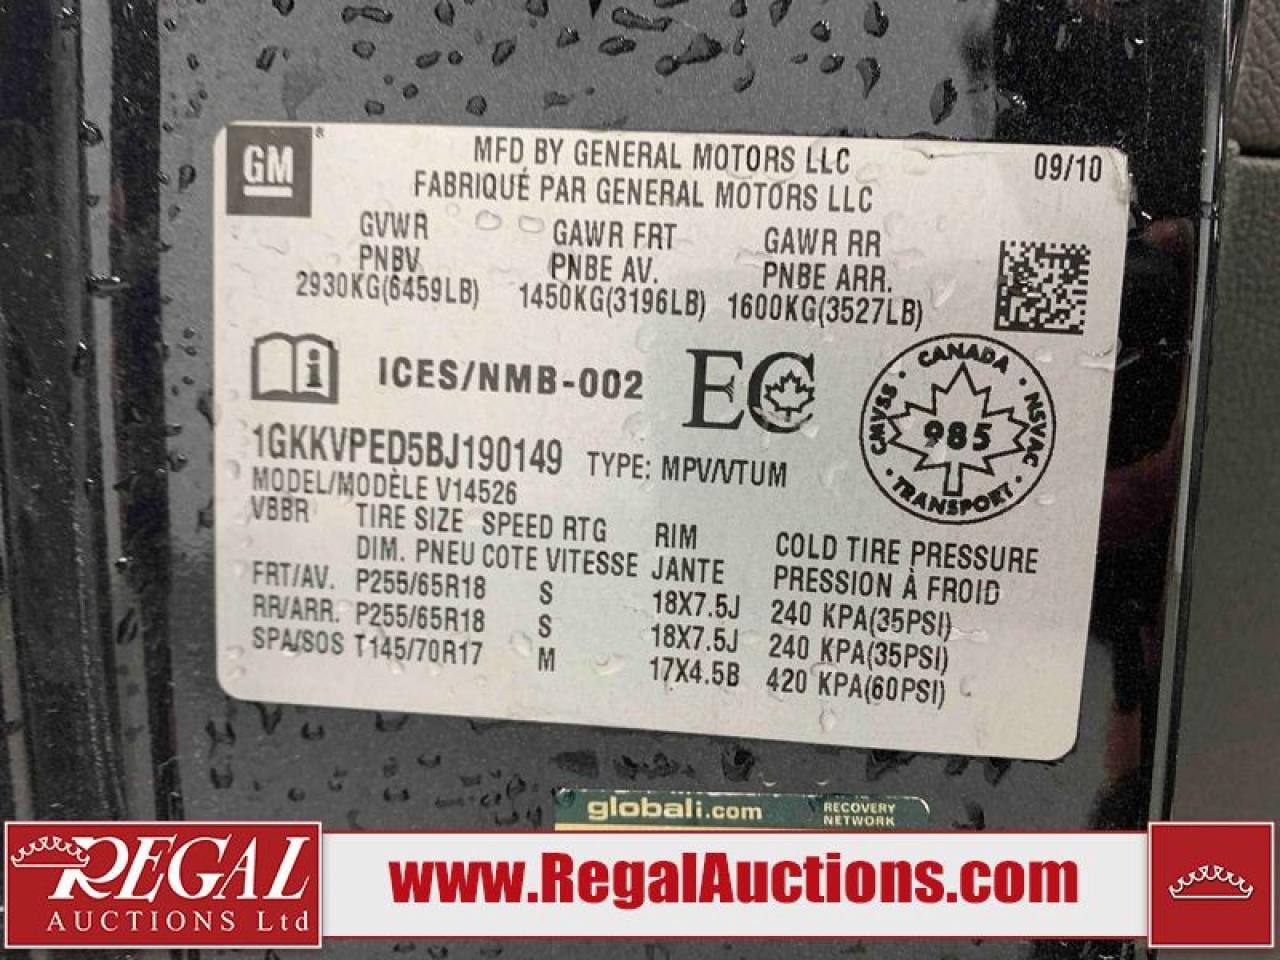 GM
MFD BY GENERAL MOTORS LLC
09/10
FABRIQUÉ PAR GENERAL MOTORS LLC
GVWR GAWR FRT GAWR RR
PNBV PNBE AV. PNBE ARR.
2930KG(6459LB) 1450KG(3196LB) 1600KG(3527LB)
i ICES/NMB-002 EC
CANADA
CMVSS 985 NSVAC
TRANSPORT
1GKKVPED5BJ190149 TYPE: MPV/VTUM
MODEL/MODÈLE V14526
VBBR TIRE SIZE SPEED RTG RIM COLD TIRE PRESSURE
DIM. PNEU COTE VITESSE JANTE PRESSION À FROID
FRT/AV. P255/65R18 S 18X7.5J 240 KPA(35PSI)
RR/ARR. P255/65R18 S 18X7.5J 240 KPA(35PSI)
SPA/SOS T145/70R17 M 17X4.5B 420 KPA(60PSI)
globali.com RECOVERY
NETWORK
REGAL
AUCTIONS Ltd
www.RegalAuctions.com